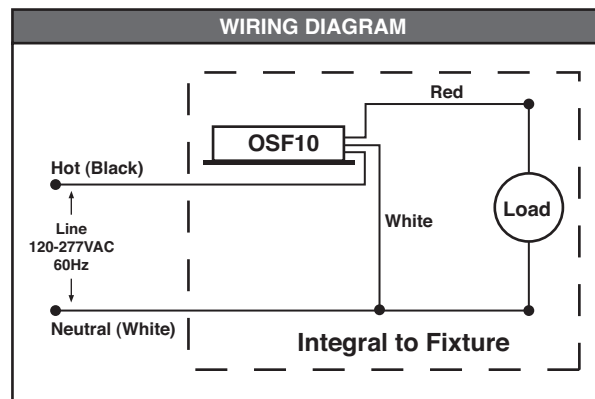 WIRING DIAGRAM
Red
OSF10
Hot (Black)
Load
White
Line
120-277VAC
60Hz
Neutral (White)
Integral to Fixture